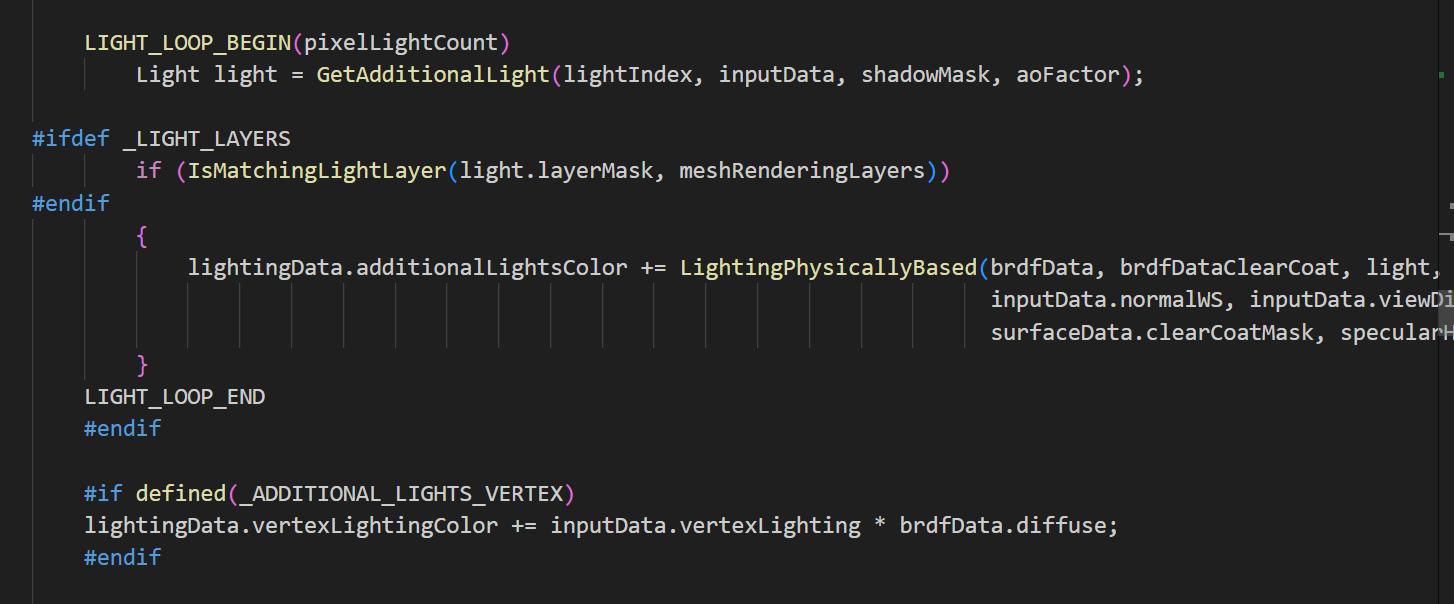 LIGHT_LOOP_BEGIN(pixelLightCount)
Light light = GetAdditionalLight(lightIndex, inputData, shadowMask, aoFactor);
#ifdef _LIGHT_LAYERS
if (IsMatchingLightLayer(light.layerMask, meshRenderingLayers))
#endif
{
lightingData.additionalLightsColor += LightingPhysicallyBased(brdfData, brdfDataClearCoat, light,
inputData.normalWS, inputData.viewDi
surfaceData.clearCoatMask, specularH
}
LIGHT_LOOP_END
#endif
#if defined(_ADDITIONAL_LIGHTS_VERTEX)
lightingData.vertexLightingColor += inputData.vertexLighting * brdfData.diffuse;
#endif